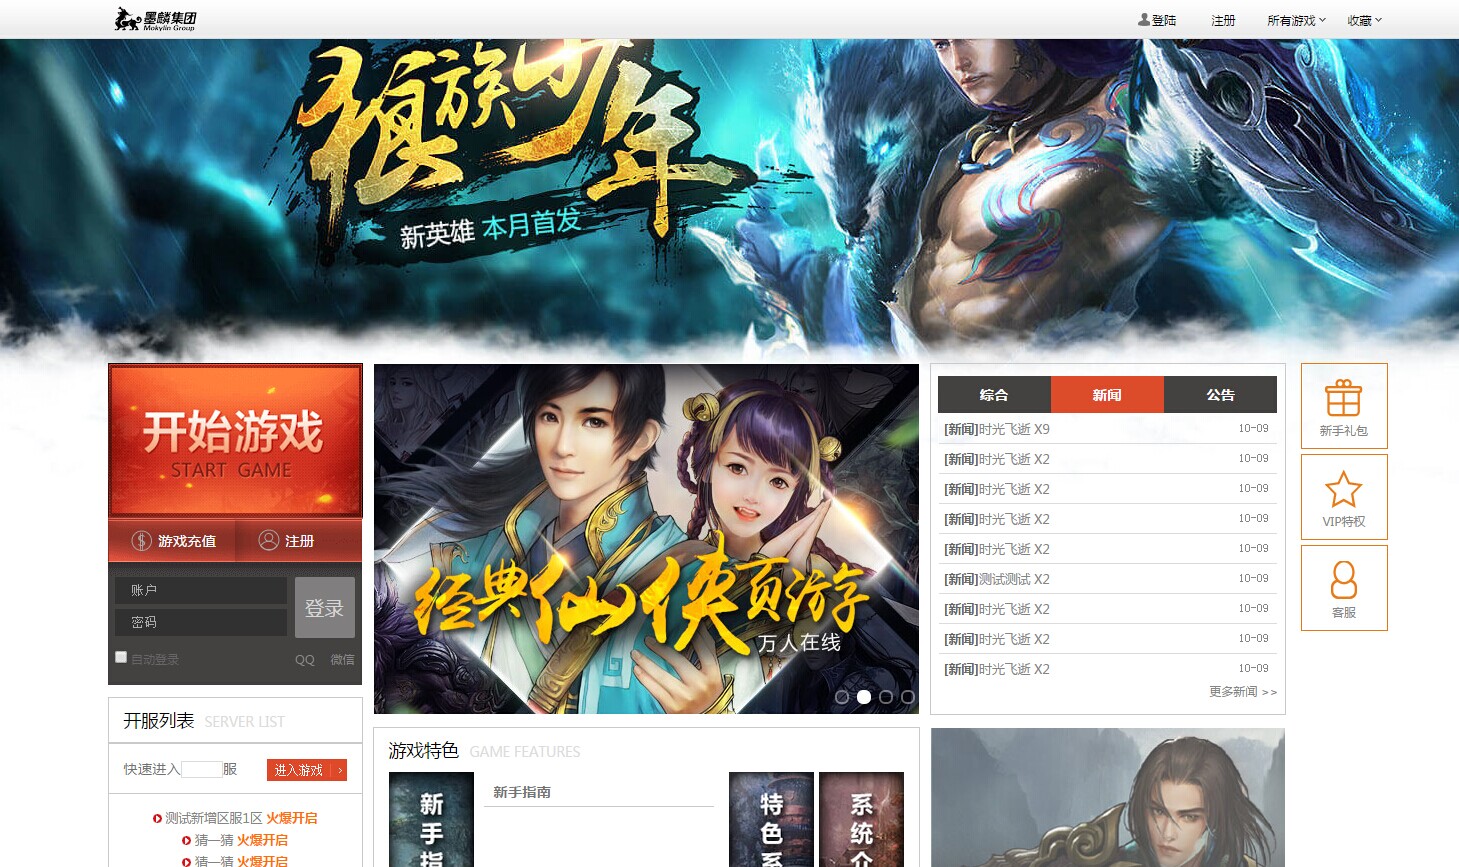 墨麟集团
Mokylin Group
登陆 注册 所有游戏 收藏
狼族少年
新英雄 本月首发
开始游戏
START GAME
游戏充值 注册
账户
密码
登录
自动登录 QQ 微信
开服列表 SERVER LIST
快速进入 服 进入游戏
测试新增区服1区 火爆开启
猜一猜 火爆开启
猜一猜 火爆开启
经典仙侠页游
万人在线
游戏特色 GAME FEATURES
新手指
新手指南
特色系
系统介
综合 新闻 公告
[新闻]时光飞逝 X9 10-09
[新闻]时光飞逝 X2 10-09
[新闻]时光飞逝 X2 10-09
[新闻]时光飞逝 X2 10-09
[新闻]时光飞逝 X2 10-09
[新闻]测试测试 X2 10-09
[新闻]时光飞逝 X2 10-09
[新闻]时光飞逝 X2 10-09
[新闻]时光飞逝 X2 10-09
更多新闻 >>
新手礼包
VIP特权
客服